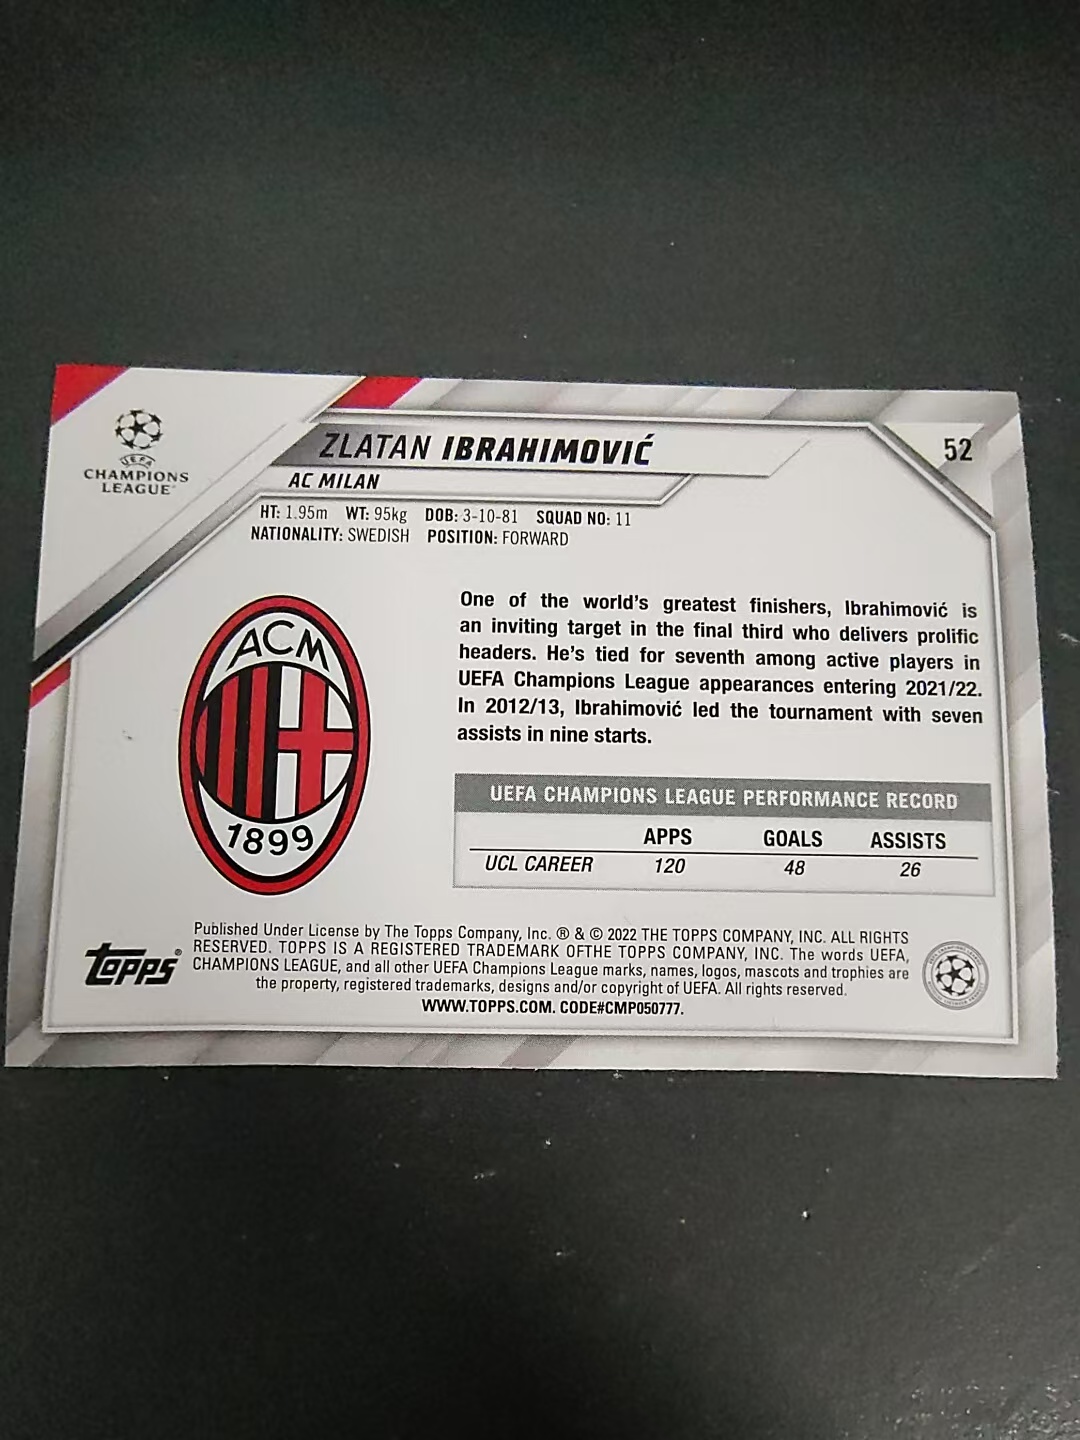 ZLATAN IBRAHIMOVIĆ
52
UEFA
CHAMPIONS
LEAGUE
AC MILAN
HT: 1.95m WT: 95kg DOB: 3-10-81 SQUAD NO: 11
NATIONALITY: SWEDISH POSITION: FORWARD
ACM
1899
One of the world's greatest finishers, Ibrahimović is
an inviting target in the final third who delivers prolific
headers. He's tied for seventh among active players in
UEFA Champions League appearances entering 2021/22.
In 2012/13, Ibrahimović led the tournament with seven
assists in nine starts.
UEFA CHAMPIONS LEAGUE PERFORMANCE RECORD
APPS GOALS ASSISTS
UCL CAREER 120 48 26
Topps®
Published Under License by The Topps Company, Inc. ® & © 2022 THE TOPPS COMPANY, INC. ALL RIGHTS
RESERVED. TOPPS IS A REGISTERED TRADEMARK OFTHE TOPPS COMPANY, INC. The words UEFA,
CHAMPIONS LEAGUE, and all other UEFA Champions League marks, names, logos, mascots and trophies are
the property, registered trademarks, designs and/or copyright of UEFA. All rights reserved.
WWW.TOPPS.COM. CODE#CMP050777.